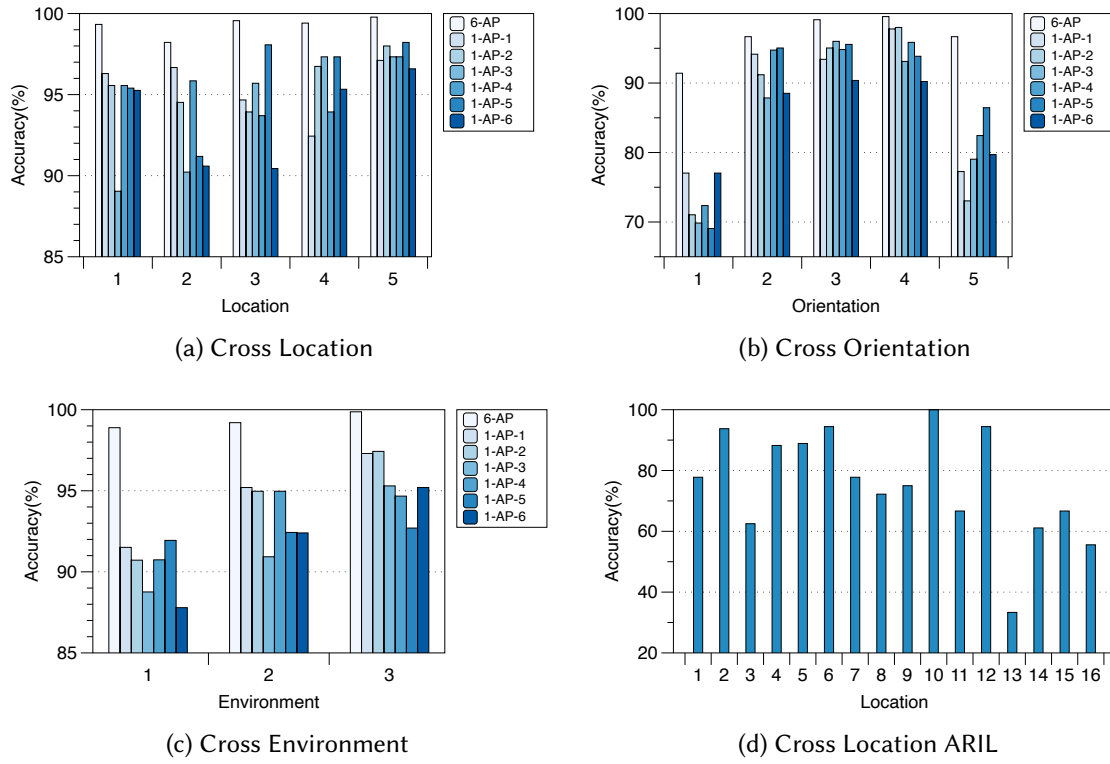 100
95
90
85
Accuracy(%)
1 2 3 4 5
Location
6-AP
1-AP-1
1-AP-2
1-AP-3
1-AP-4
1-AP-5
1-AP-6
(a) Cross Location
100
90
80
70
Accuracy(%)
1 2 3 4 5
Orientation
6-AP
1-AP-1
1-AP-2
1-AP-3
1-AP-4
1-AP-5
1-AP-6
(b) Cross Orientation
100
95
90
85
Accuracy(%)
1 2 3
Environment
6-AP
1-AP-1
1-AP-2
1-AP-3
1-AP-4
1-AP-5
1-AP-6
(c) Cross Environment
100
80
60
40
20
Accuracy(%)
1 2 3 4 5 6 7 8 9 10 11 12 13 14 15 16
Location
(d) Cross Location ARIL